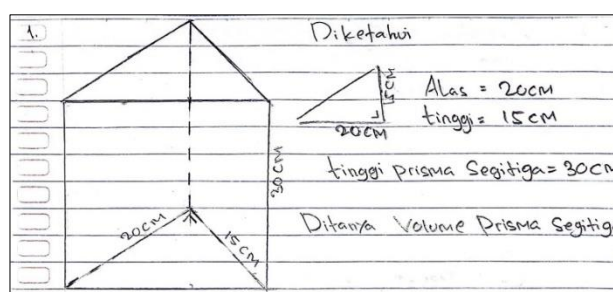 1.
Diketahui
15CM
20CM
Alas = 20CM
tinggi = 15CM
30CM
tinggi Prisma Segitiga = 30CM
Ditanya Volume Prisma Segitiga
20CM
15CM